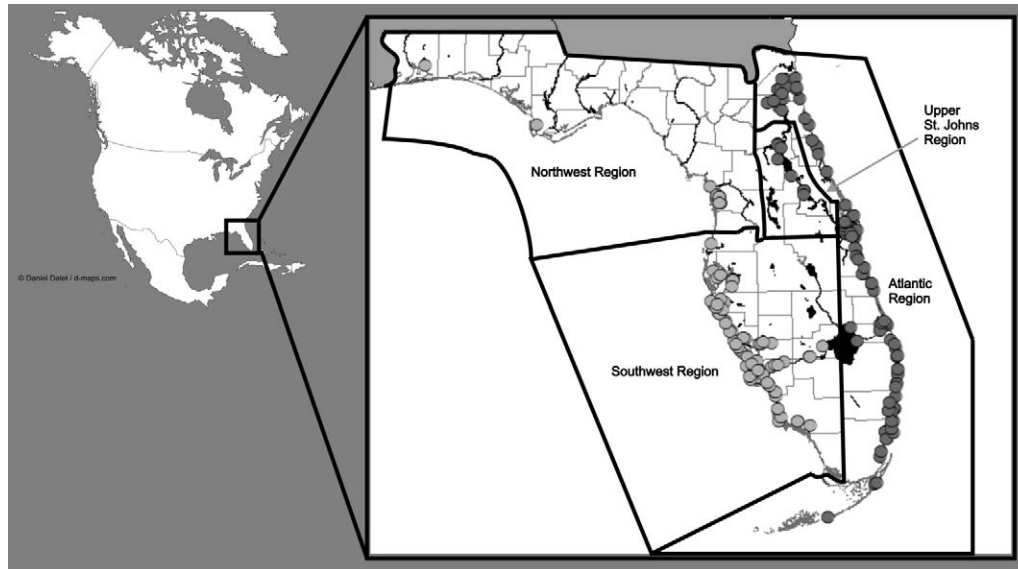 © Daniel Dalet / d-maps.com
Northwest Region
Upper
St. Johns
Region
Atlantic
Region
Southwest Region